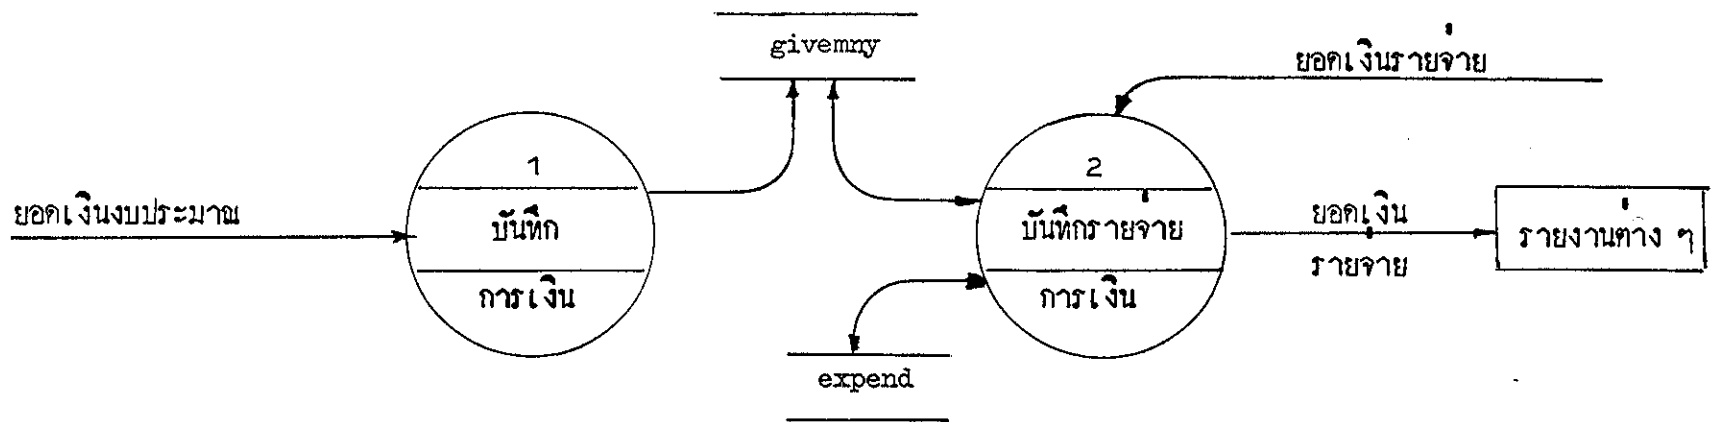 givemny
ยอดเงินรายจ่าย
1
2
ยอดเงินงบประมาณ
บันทึก
บันทึกรายจ่าย
ยอดเงิน
รายจ่าย
รายงานต่าง ๆ
การเงิน
การเงิน
expend